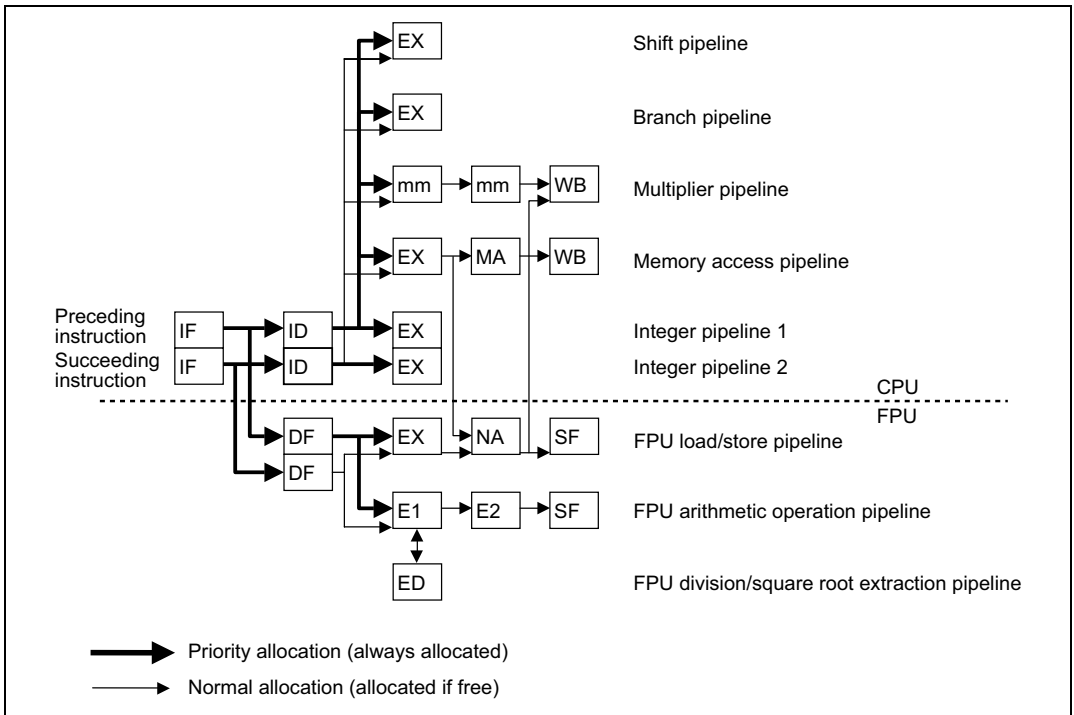 EX Shift pipeline
EX Branch pipeline
mm mm WB Multiplier pipeline
EX MA WB Memory access pipeline
Preceding
instruction IF ID EX Integer pipeline 1
Succeeding
instruction IF ID EX Integer pipeline 2
CPU
FPU
DF EX NA SF FPU load/store pipeline
DF
E1 E2 SF FPU arithmetic operation pipeline
ED FPU division/square root extraction pipeline
Priority allocation (always allocated)
Normal allocation (allocated if free)